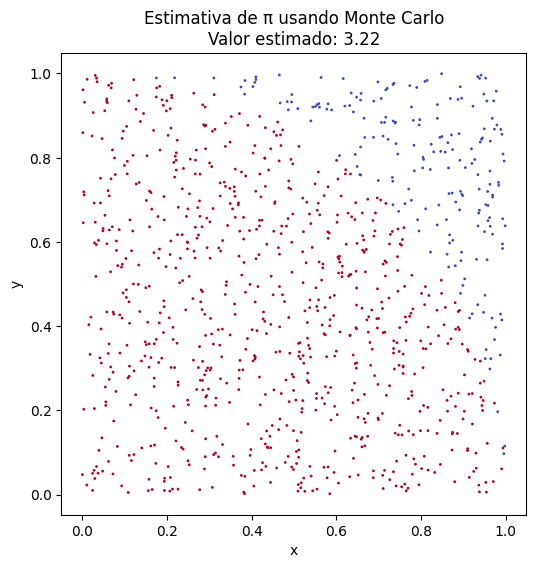 Estimativa de π usando Monte Carlo
Valor estimado: 3.22
1.0
0.8
y
0.6
0.4
0.2
0.0
0.0 0.2 0.4 0.6 0.8 1.0
x